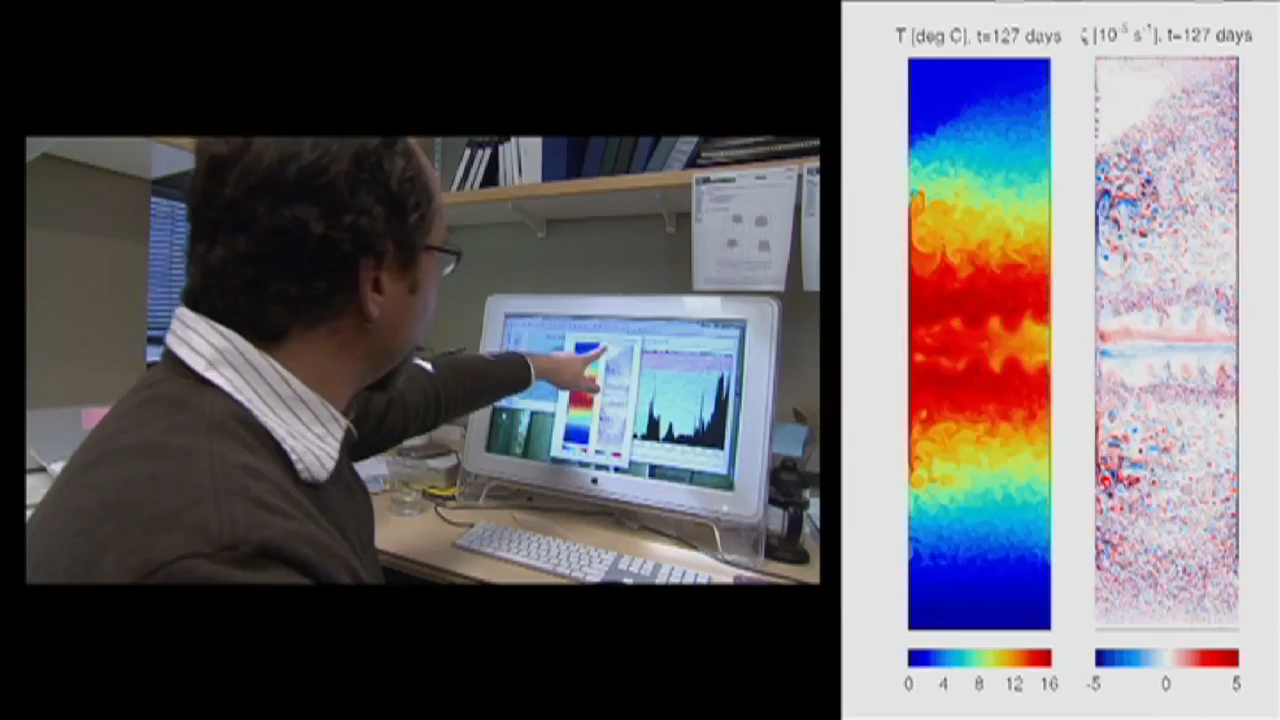 T [deg C], t=127 days
ζ [10⁻⁵ s⁻¹], t=127 days
0 4 8 12 16
-5 0 5